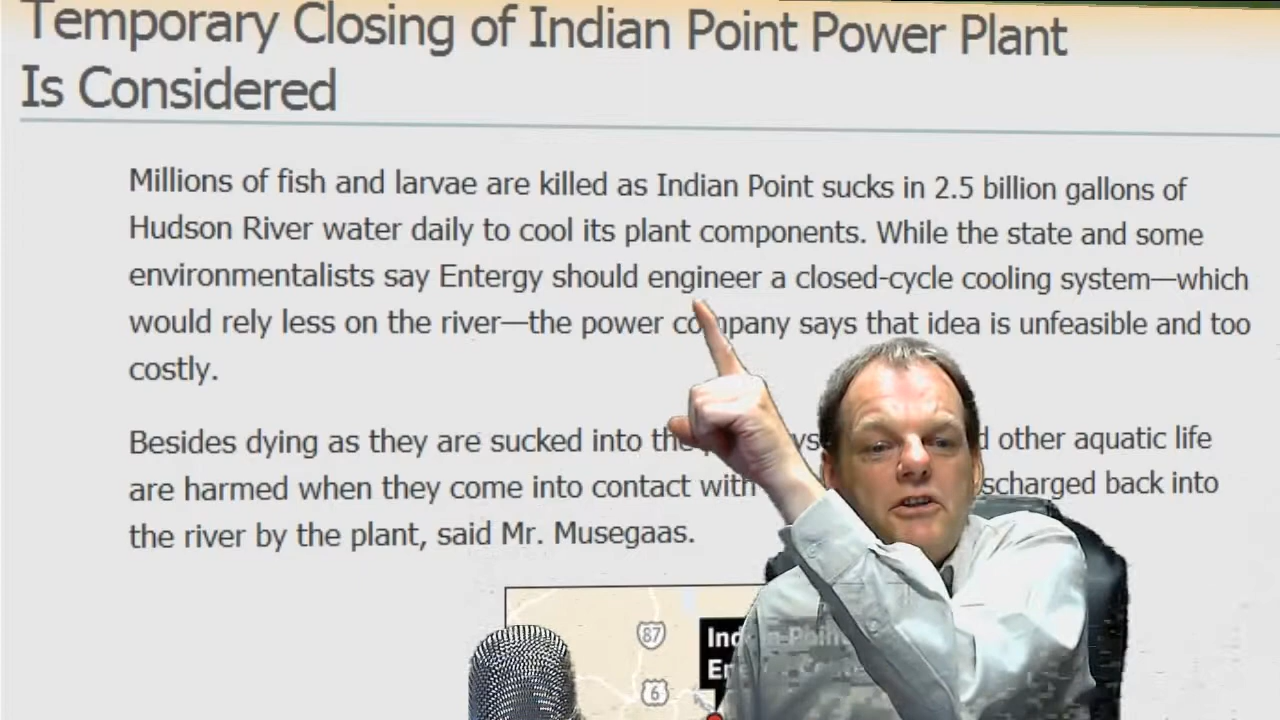 Temporary Closing of Indian Point Power Plant
Is Considered
Millions of fish and larvae are killed as Indian Point sucks in 2.5 billion gallons of
Hudson River water daily to cool its plant components. While the state and some
environmentalists say Entergy should engineer a closed-cycle cooling system—which
would rely less on the river—the power company says that idea is unfeasible and too
costly.
Besides dying as they are sucked into the other aquatic life
are harmed when they come into contact with discharged back into
the river by the plant, said Mr. Musegaas.
87
Indian Point
6